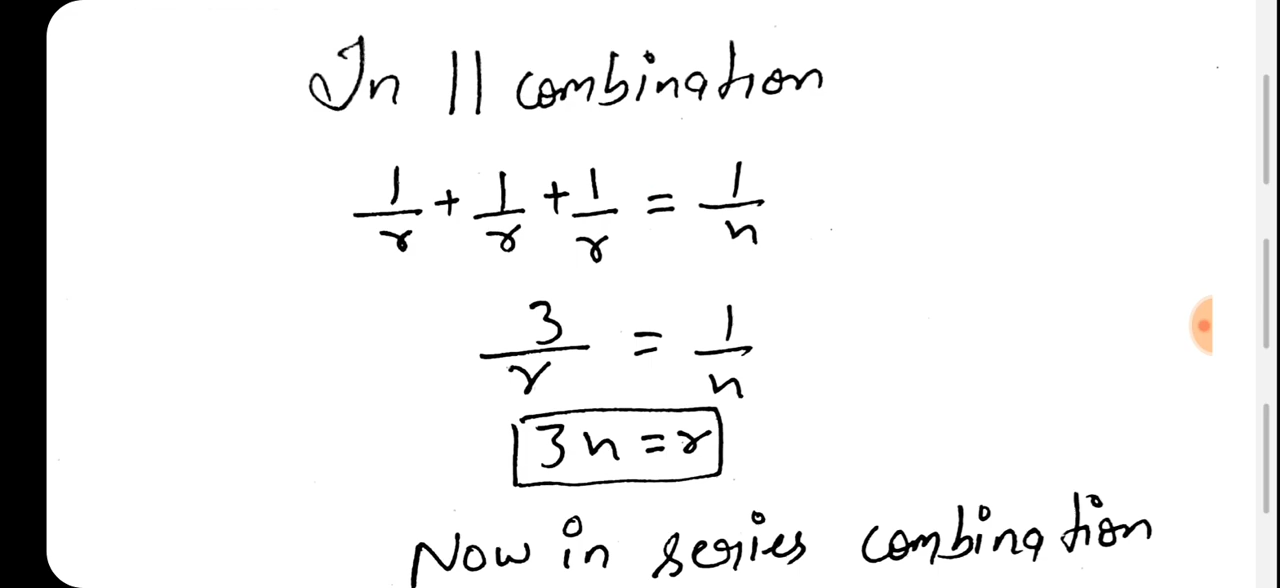 In || combination
1/r + 1/r + 1/r = 1/n
3/r = 1/n
3n = r
Now in series combination